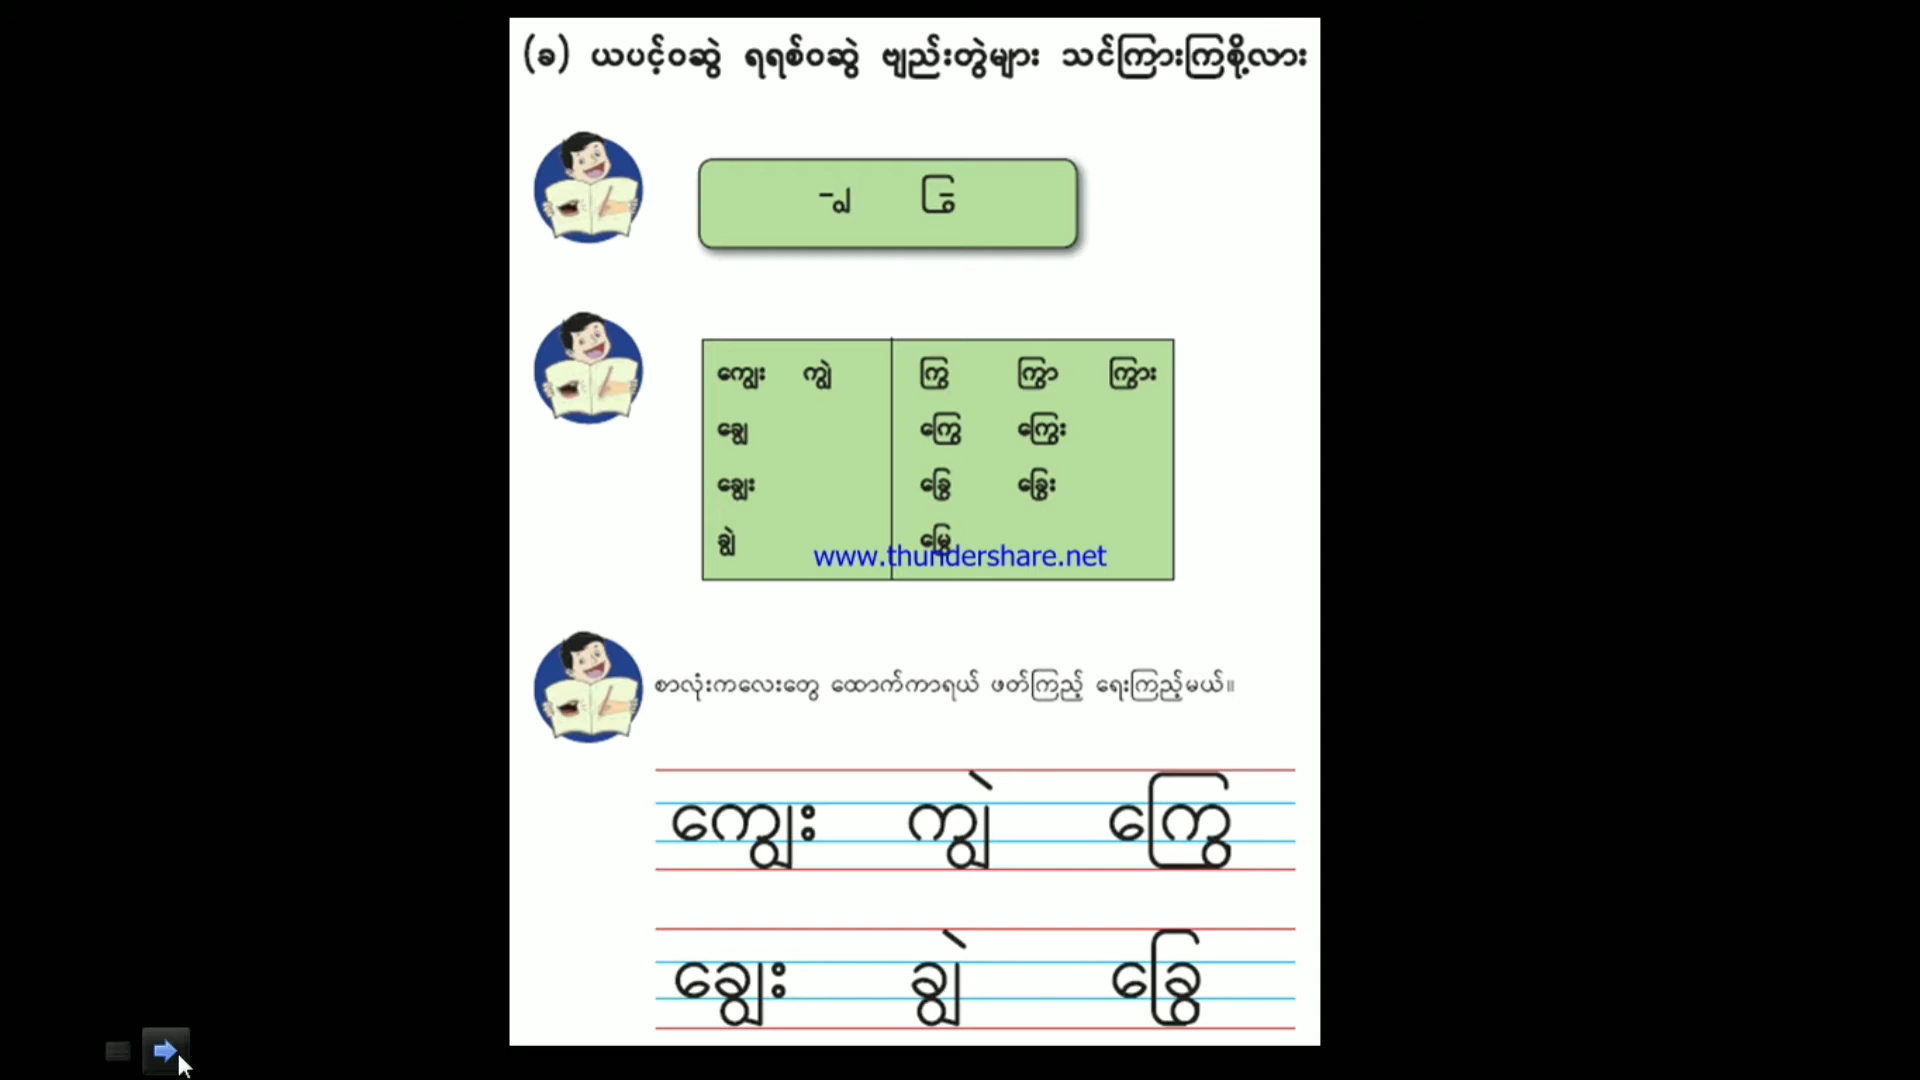 (ခ) ယပင့်ဝဆွဲ ရရစ်ဝဆွဲ ဗျည်းတွဲများ သင်ကြားကြစို့လား
-ျွ ြွ-
ကျွေး ကျွဲ ကြွ ကြွာ ကြွား
ချွေ ကြွေ ကြွေး
ချွေး ခြွေ ခြွေး
ချွဲ မြွေ
www.thundershare.net
စာလုံးကလေးတွေ ထောက်ကာရယ် ဖတ်ကြည့် ရေးကြည့်မယ်။
ကျွေး ကျွဲ ကြွေ
ချွေး ချွဲ ခြွေ